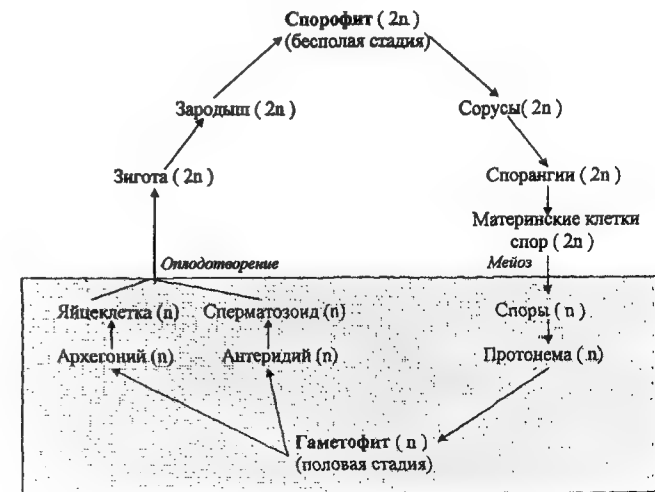 Спорофит ( 2n )
(бесполая стадия)
Зародыш ( 2n )
Сорусы( 2n )
Зигота ( 2n )
Спорангии ( 2n )
Материнские клетки
спор ( 2n )
Оплодотворение
Мейоз
Яйцеклетка (n)
Сперматозоид (n)
Споры ( n )
Архегоний (n)
Антеридий (n)
Протонема ( n)
Гаметофит ( n )
(половая стадия)